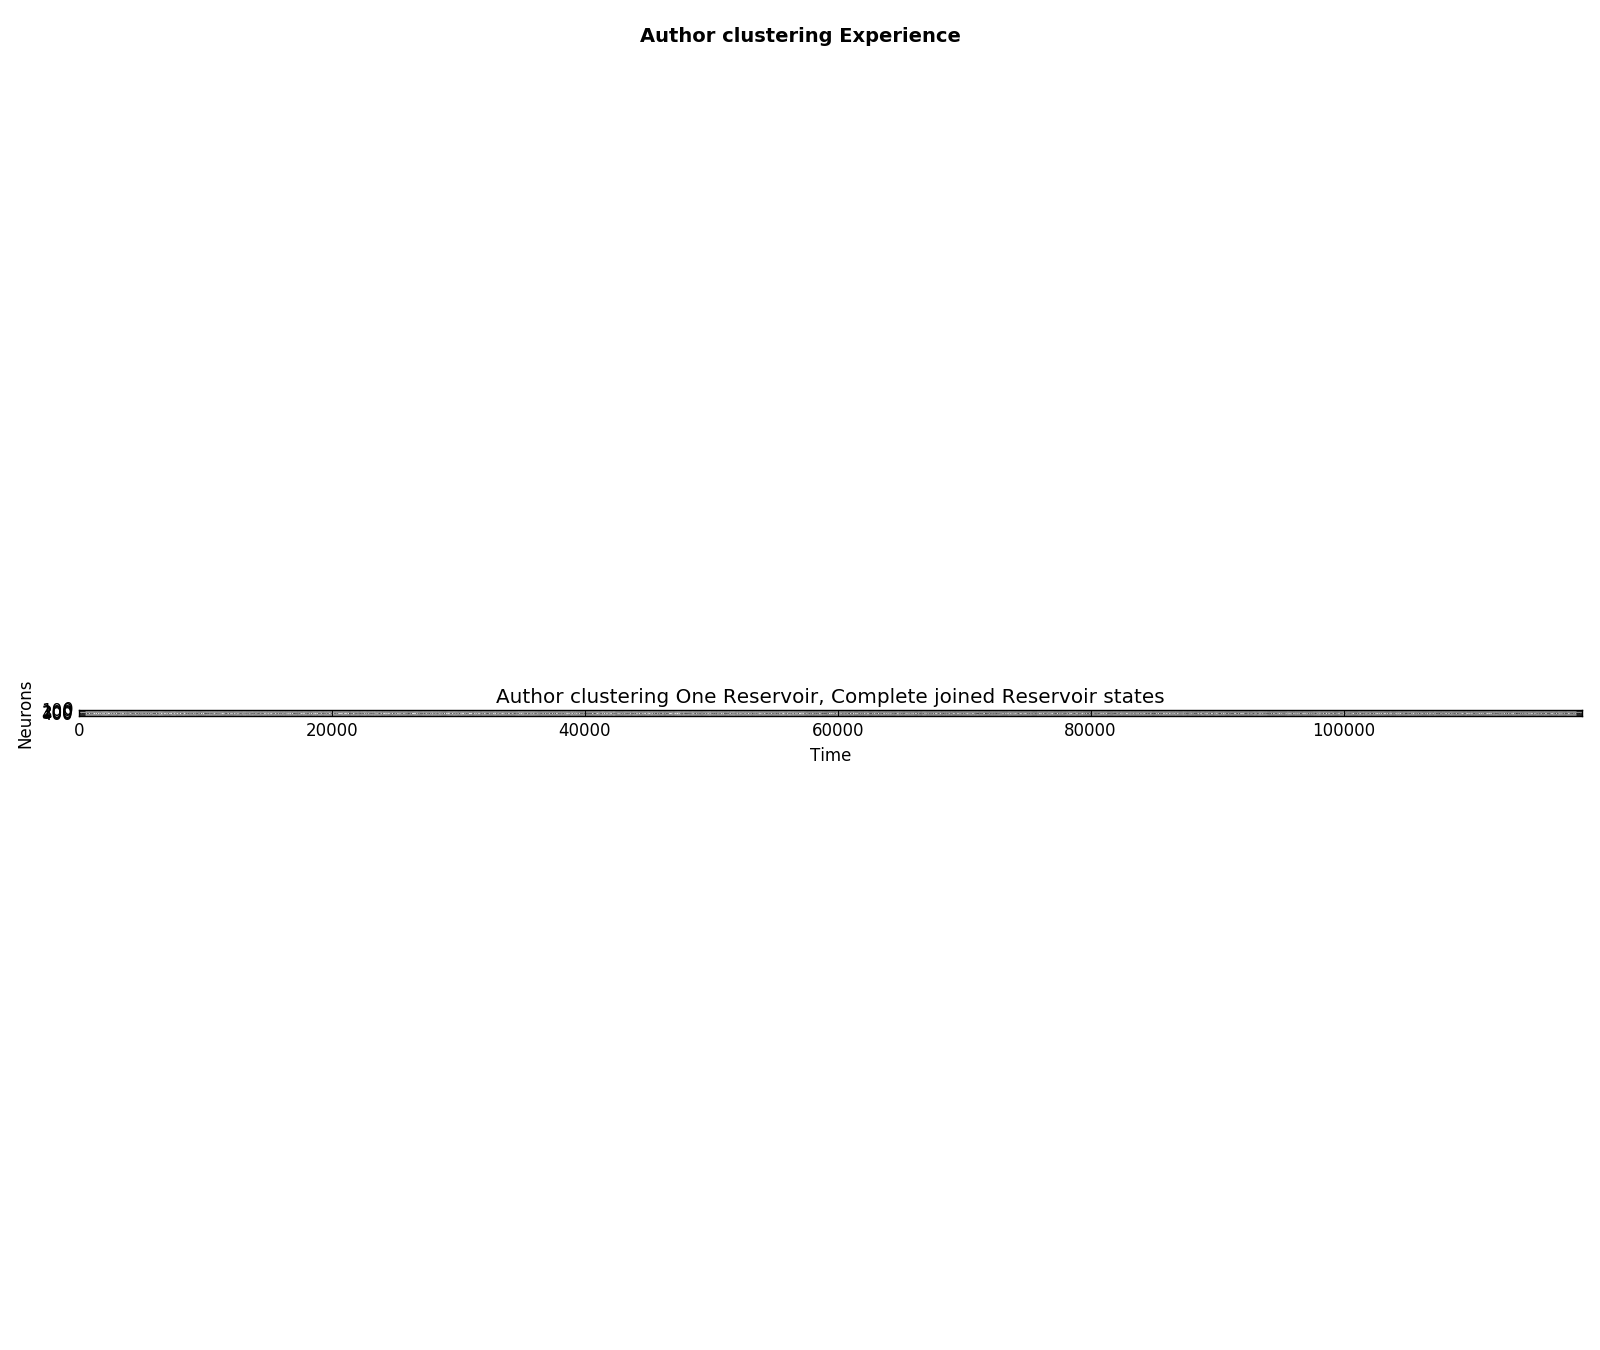 Author clustering Experience
Author clustering One Reservoir, Complete joined Reservoir states
Neurons
0 20000 40000 60000 80000 100000
Time